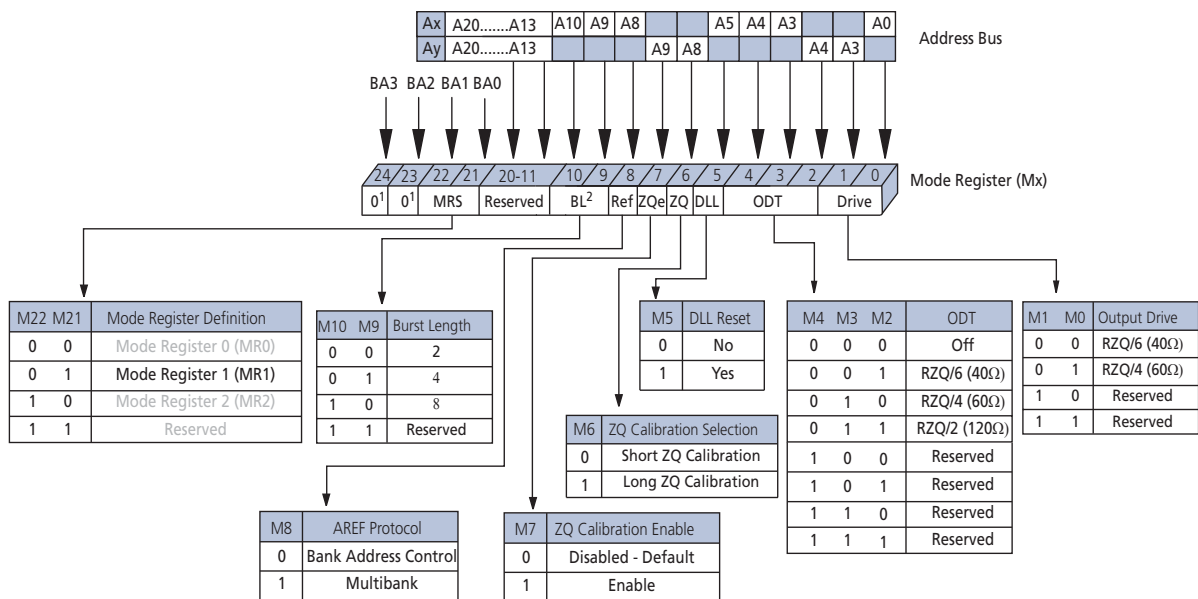 Ax A20.......A13 A10 A9 A8 A5 A4 A3 A0
Ay A20.......A13 A9 A8 A4 A3
Address Bus
BA3 BA2 BA1 BA0
24 23 22 21 20-11 10 9 8 7 6 5 4 3 2 1 0
Mode Register (Mx)
0¹ 0¹ MRS Reserved BL² Ref ZQe ZQ DLL ODT Drive
M22 M21 Mode Register Definition
0 0 Mode Register 0 (MR0)
0 1 Mode Register 1 (MR1)
1 0 Mode Register 2 (MR2)
1 1 Reserved
M10 M9 Burst Length
0 0 2
0 1 4
1 0 8
1 1 Reserved
M5 DLL Reset
0 No
1 Yes
M4 M3 M2 ODT
0 0 0 Off
0 0 1 RZQ/6 (40Ω)
0 1 0 RZQ/4 (60Ω)
0 1 1 RZQ/2 (120Ω)
1 0 0 Reserved
1 0 1 Reserved
1 1 0 Reserved
1 1 1 Reserved
M1 M0 Output Drive
0 0 RZQ/6 (40Ω)
0 1 RZQ/4 (60Ω)
1 0 Reserved
1 1 Reserved
M6 ZQ Calibration Selection
0 Short ZQ Calibration
1 Long ZQ Calibration
M8 AREF Protocol
0 Bank Address Control
1 Multibank
M7 ZQ Calibration Enable
0 Disabled - Default
1 Enable